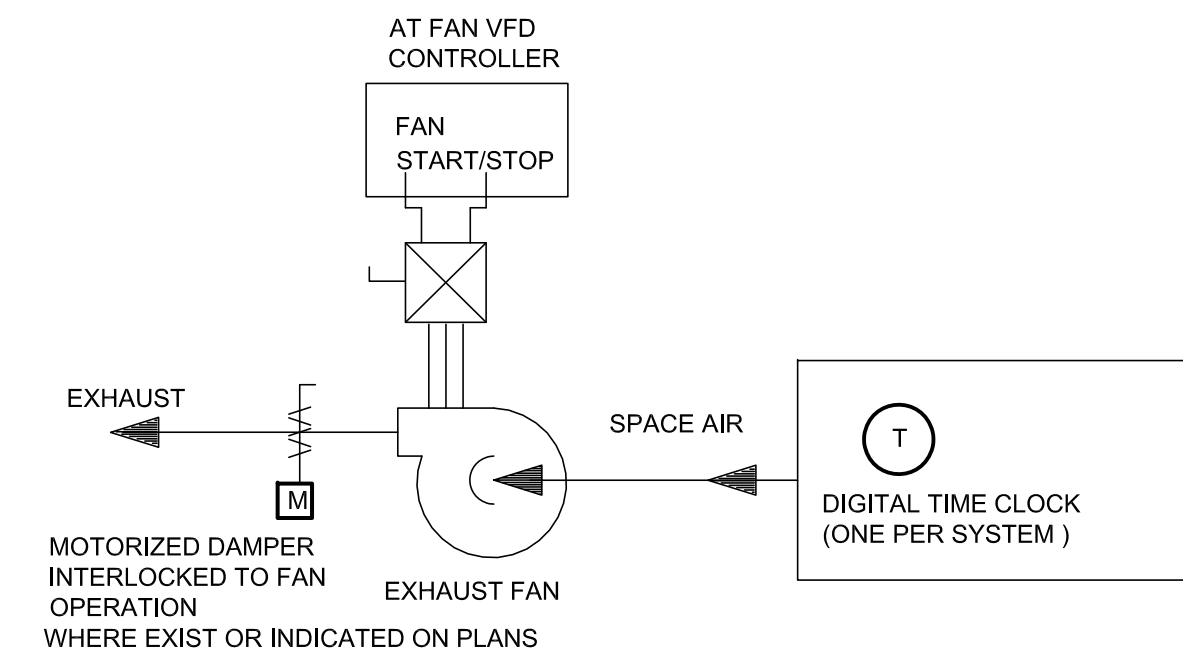 AT FAN VFD
CONTROLLER
FAN
START/STOP
EXHAUST
SPACE AIR
T
DIGITAL TIME CLOCK
(ONE PER SYSTEM )
M
MOTORIZED DAMPER
INTERLOCKED TO FAN
OPERATION
WHERE EXIST OR INDICATED ON PLANS
EXHAUST FAN